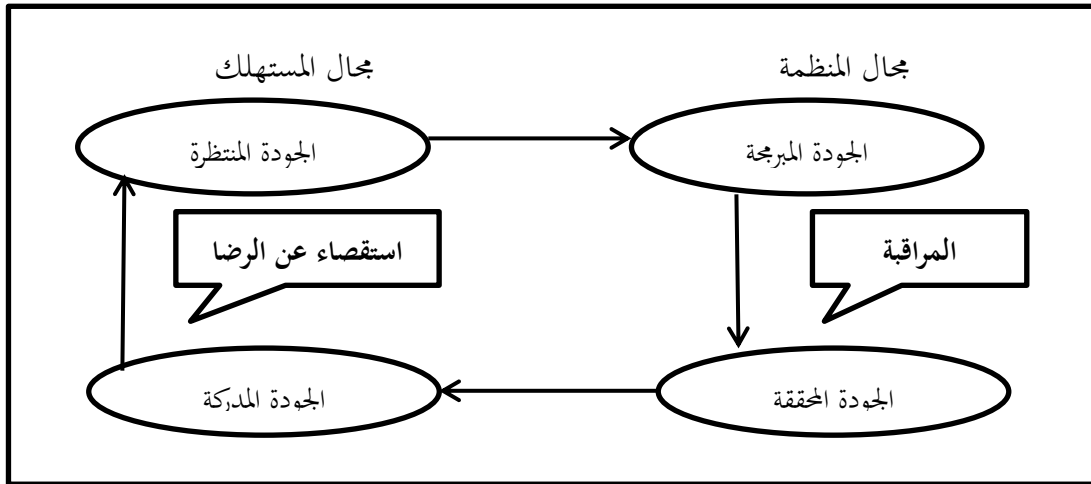 مجال المنظمة
مجال المستهلك
الجودة المبرمجة
الجودة المنتظرة
المراقبة
استقصاء عن الرضا
الجودة المحققة
الجودة المدركة